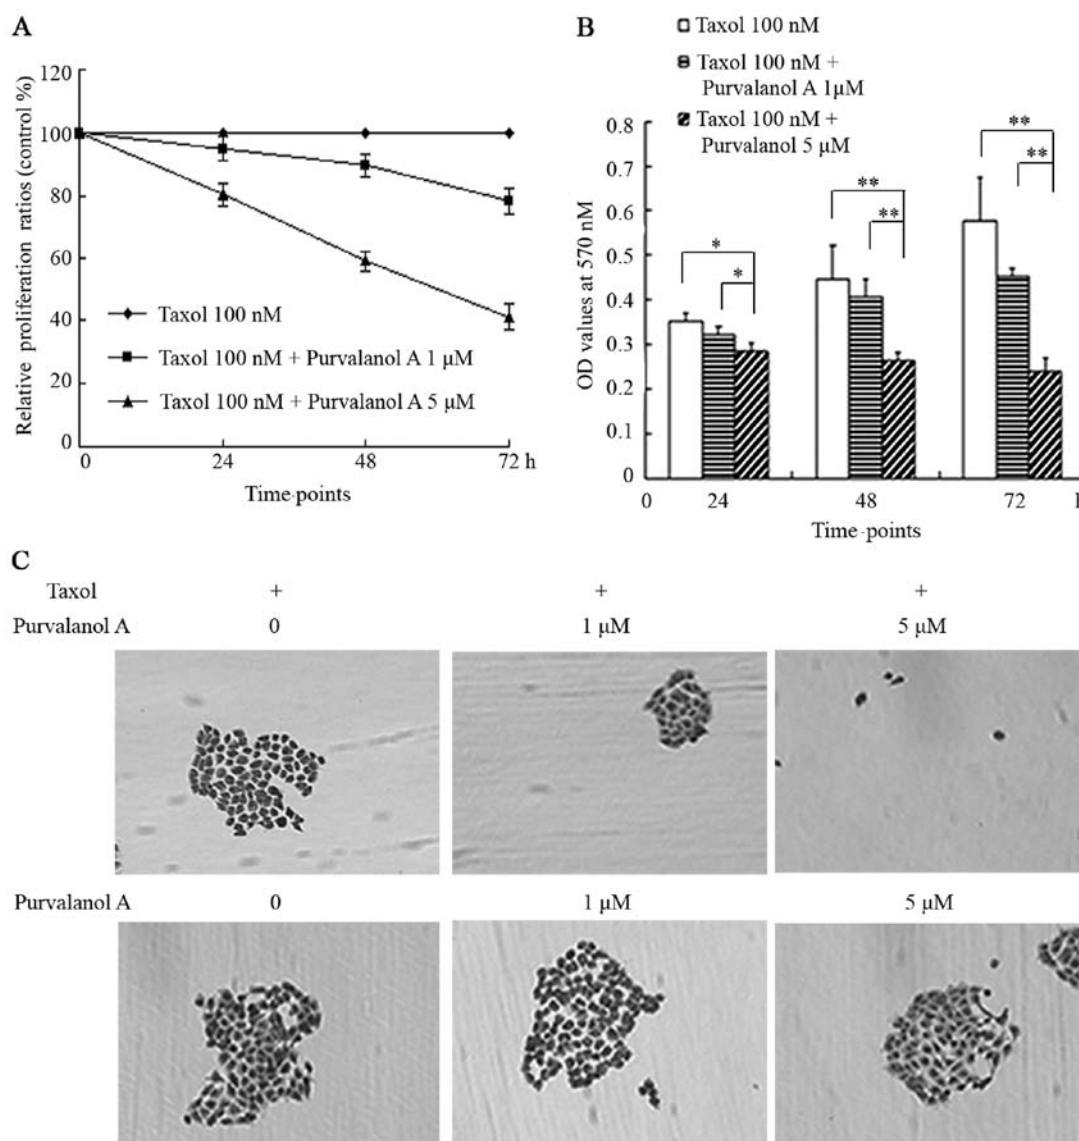 A
120
100
80
60
40
20
0
Relative proliferation ratios (control %)
Taxol 100 nM
Taxol 100 nM + Purvalanol A 1 μM
Taxol 100 nM + Purvalanol A 5 μM
0 24 48 72 h
Time-points
B
Taxol 100 nM
Taxol 100 nM +
Purvalanol A 1μM
Taxol 100 nM +
Purvalanol 5 μM
0.8
0.7
0.6
0.5
0.4
0.3
0.2
0.1
0
OD values at 570 nM
* * ** ** ** **
0 24 48 72
Time-points
C
Taxol + + +
Purvalanol A 0 1 μM 5 μM
Purvalanol A 0 1 μM 5 μM